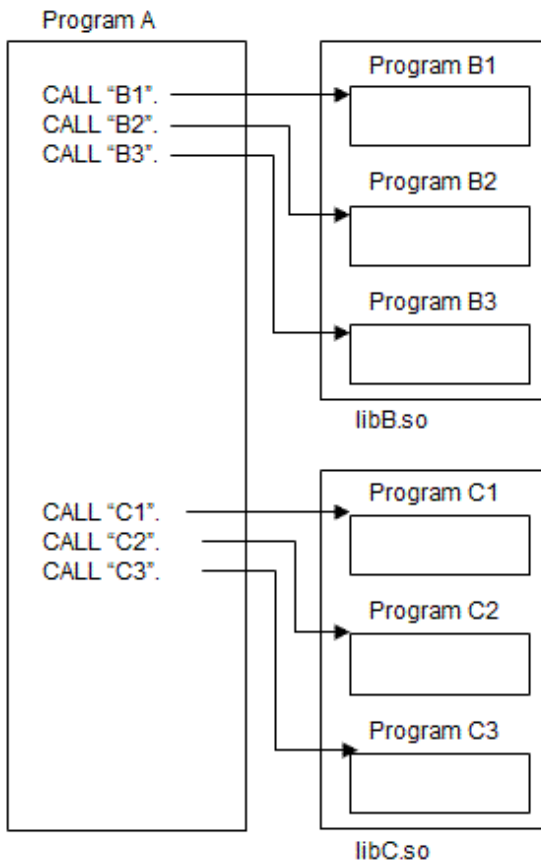 Program A
CALL “B1”.
CALL “B2”.
CALL “B3”.
Program B1
Program B2
Program B3
libB.so
CALL “C1”.
CALL “C2”.
CALL “C3”.
Program C1
Program C2
Program C3
libC.so